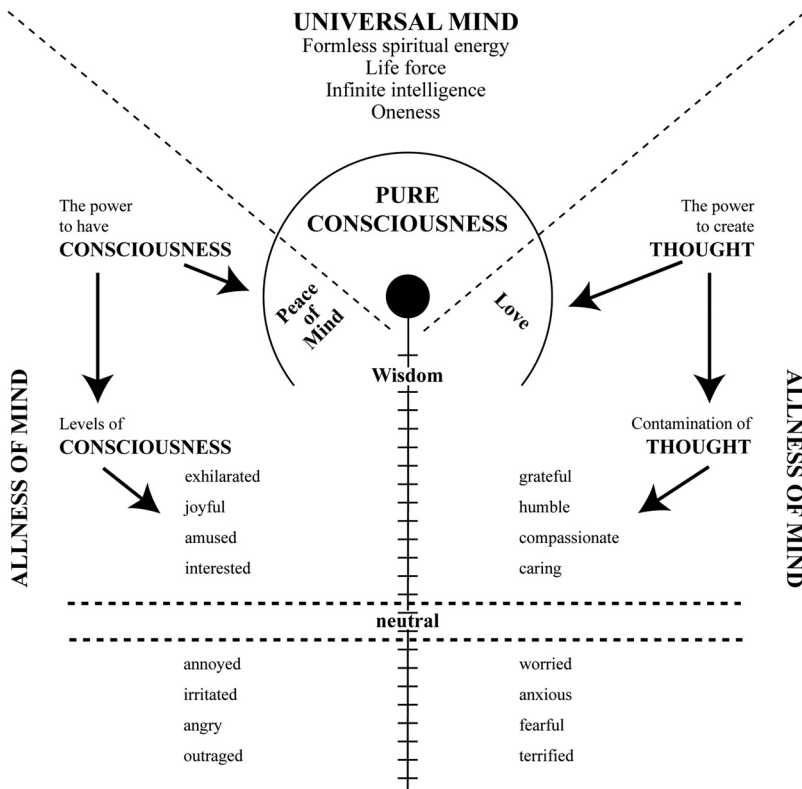 UNIVERSAL MIND
Formless spiritual energy
Life force
Infinite intelligence
Oneness
PURE
CONSCIOUSNESS
The power
to have
CONSCIOUSNESS
The power
to create
THOUGHT
Peace
of
Mind
Love
Wisdom
ALLNESS OF MIND
ALLNESS OF MIND
Levels of
CONSCIOUSNESS
Contamination of
THOUGHT
exhilarated
joyful
amused
interested
grateful
humble
compassionate
caring
neutral
annoyed
irritated
angry
outraged
worried
anxious
fearful
terrified